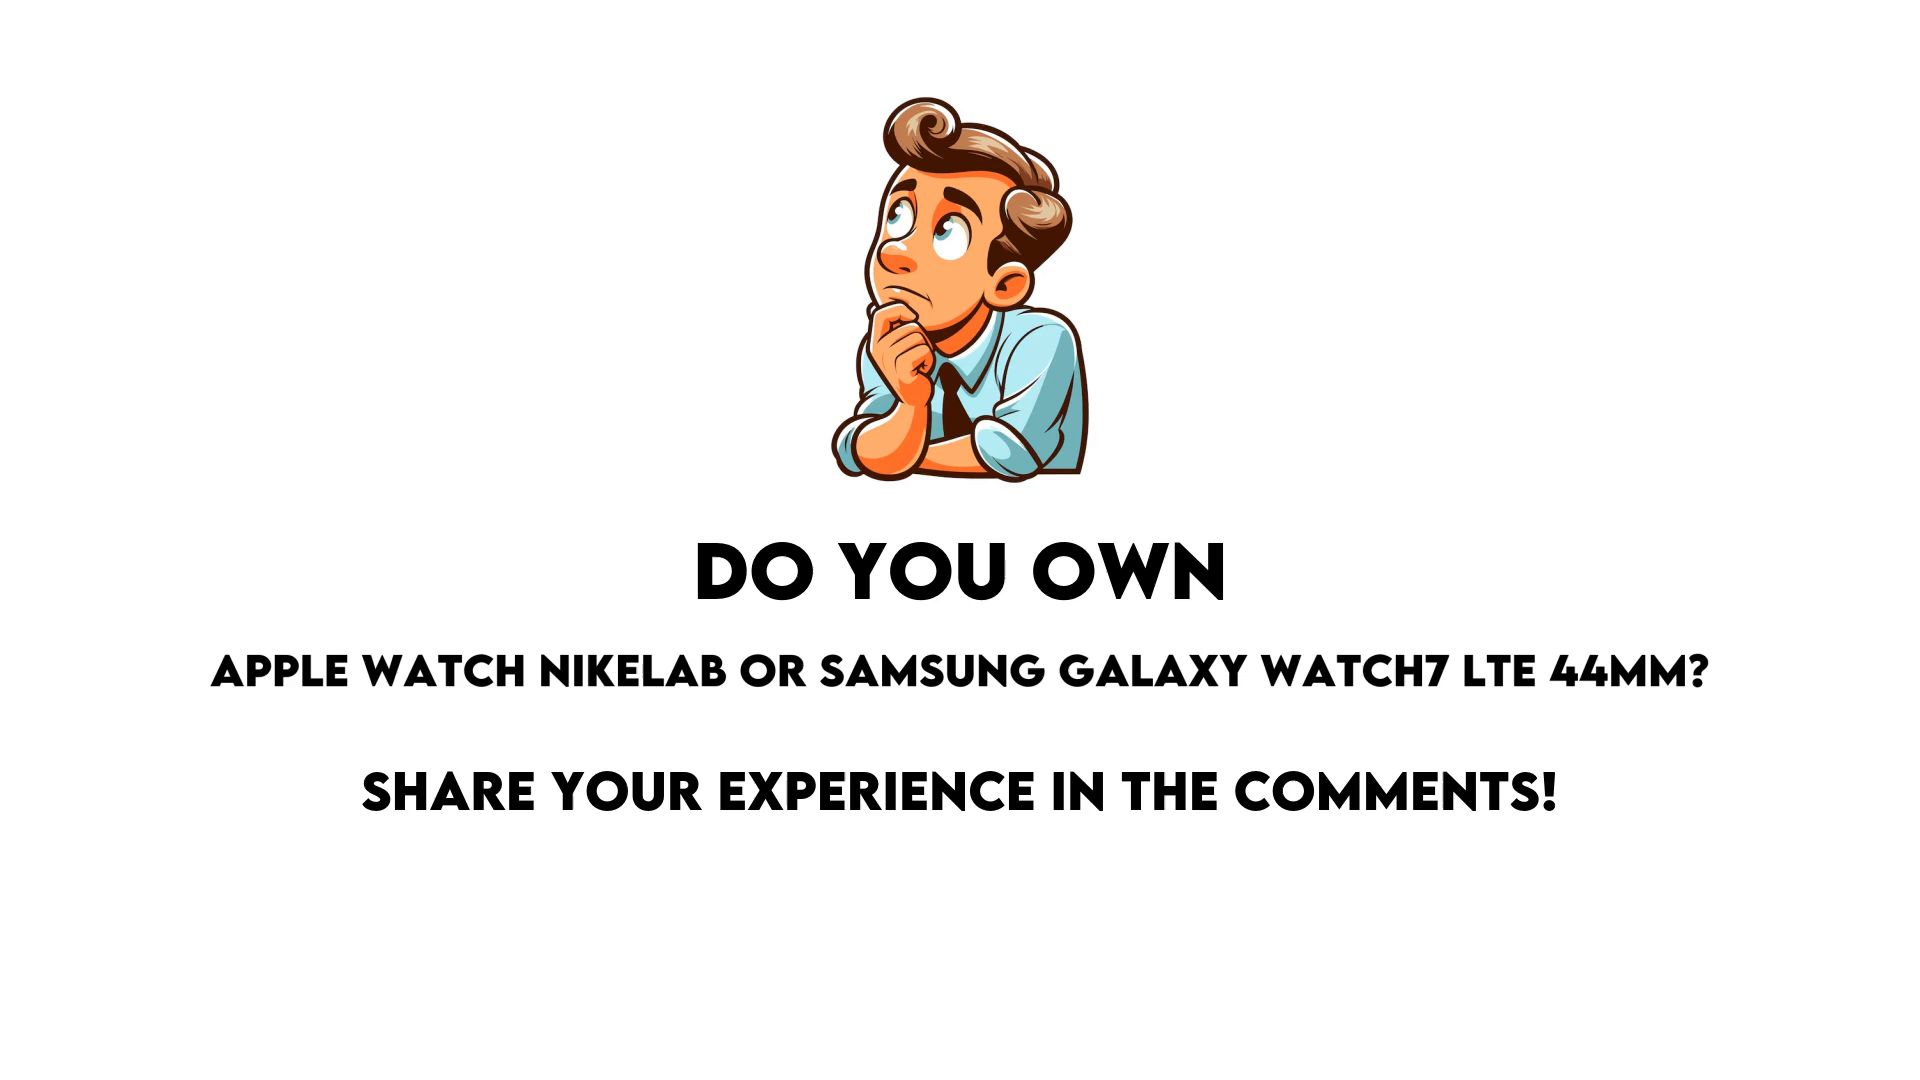 DO YOU OWN
APPLE WATCH NIKELAB OR SAMSUNG GALAXY WATCH7 LTE 44MM?
SHARE YOUR EXPERIENCE IN THE COMMENTS!